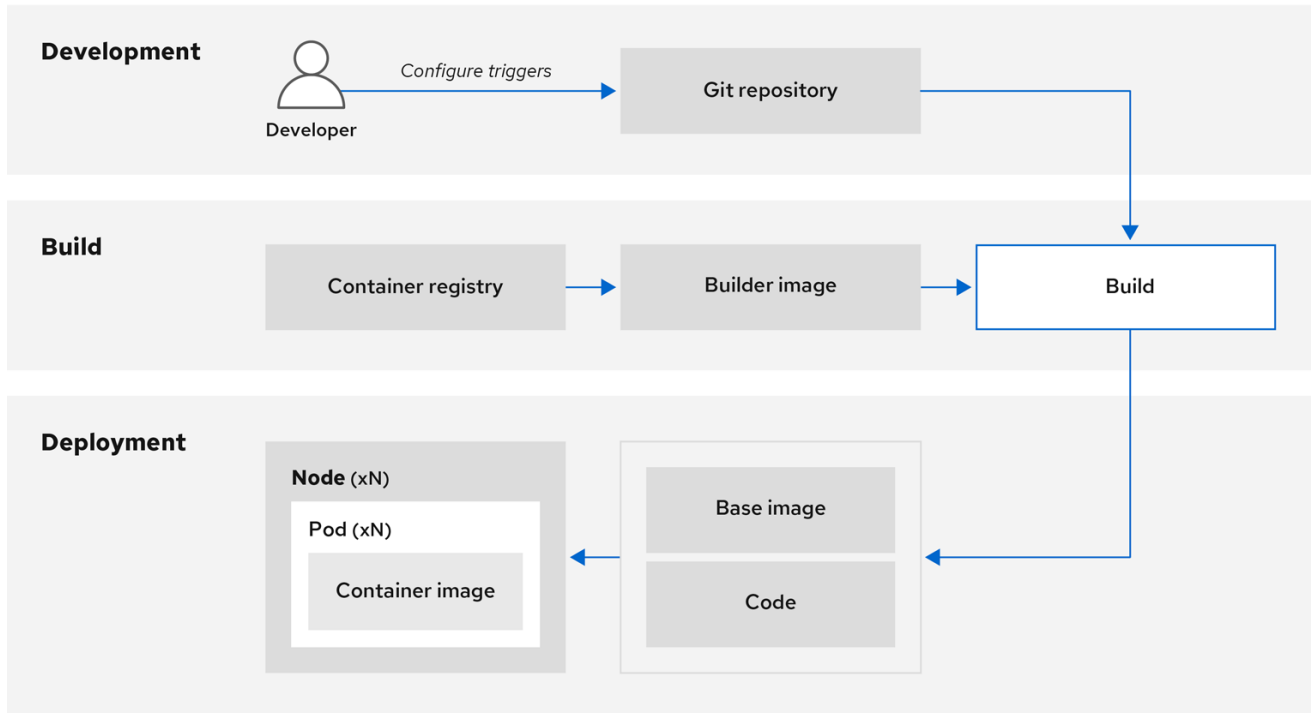 Development
Configure triggers
Git repository
Developer
Build
Container registry
Builder image
Build
Deployment
Node (xN)
Pod (xN)
Container image
Base image
Code